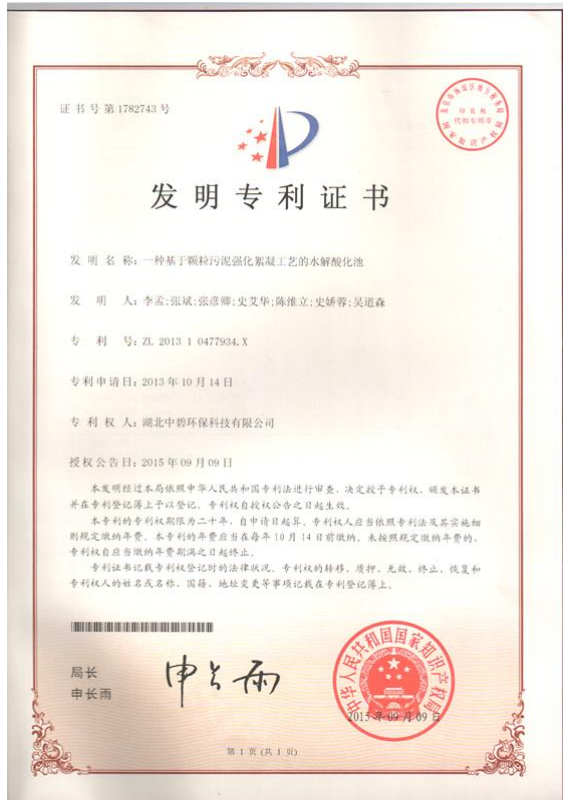 证书号第1782743号
发明专利证书
发明名称：一种基于颗粒污泥强化絮凝工艺的水解酸化池
发明人：李孟;张斌;张彦卿;史艾华;陈维立;史娇蓉;吴道森
专利号：ZL 2013 1 0477934.X
专利申请日：2013年10月14日
专利权人：湖北中碧环保科技有限公司
授权公告日：2015年09月09日
本发明经过本局依照中华人民共和国专利法进行审查，决定授予专利权，颁发本证书
并在专利登记簿上予以登记。专利权自授权公告之日起生效。
本专利的专利权期限为二十年，自申请日起算。专利权人应当依照专利法及其实施细
则规定缴纳年费。本专利的年费应当在每年10月14日前缴纳。未按照规定缴纳年费的，
专利权自应当缴纳年费期满之日起终止。
专利证书记载专利权登记时的法律状况。专利权的转移、质押、无效、终止、恢复和
专利权人的姓名或名称、国籍、地址变更等事项记载在专利登记簿上。
局长
申长雨
申长雨
中华人民共和国国家知识产权局
2015年09月09日
第1页(共1页)